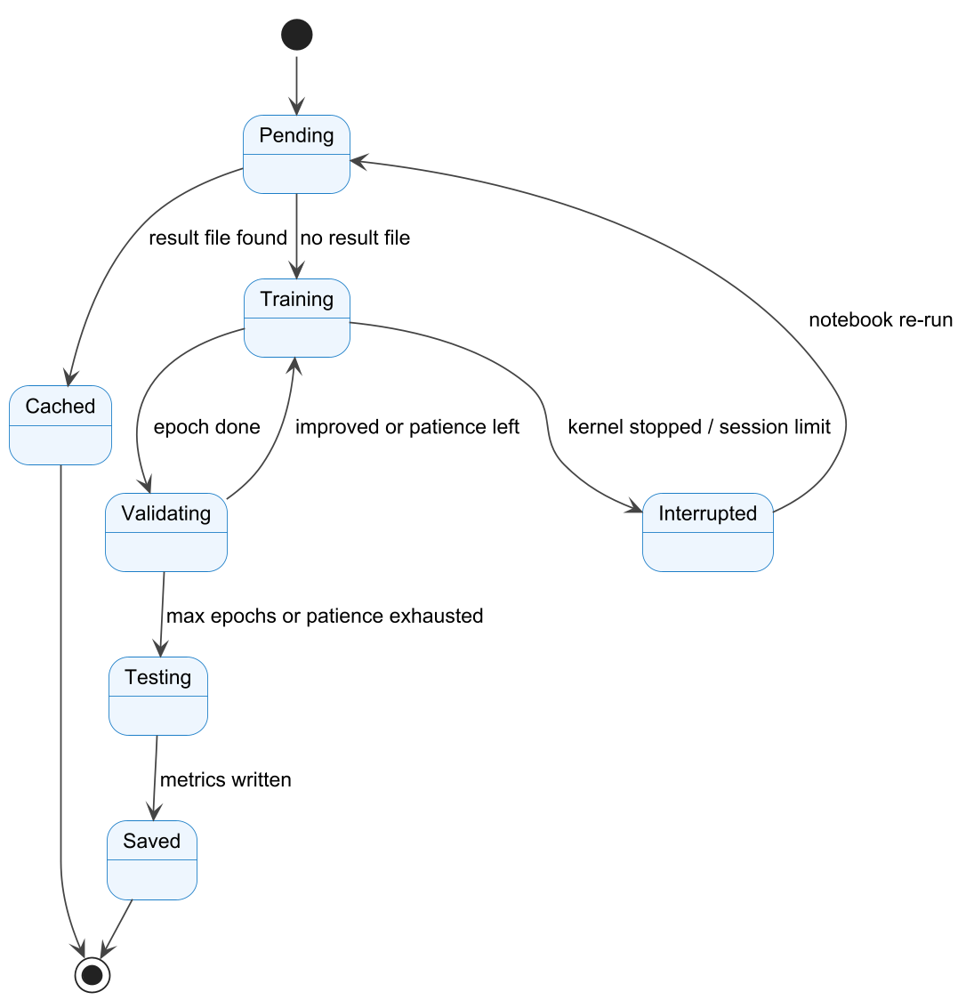 Pending
result file found
no result file
Training
notebook re-run
Cached
epoch done
improved or patience left
kernel stopped / session limit
Validating
Interrupted
max epochs or patience exhausted
Testing
metrics written
Saved